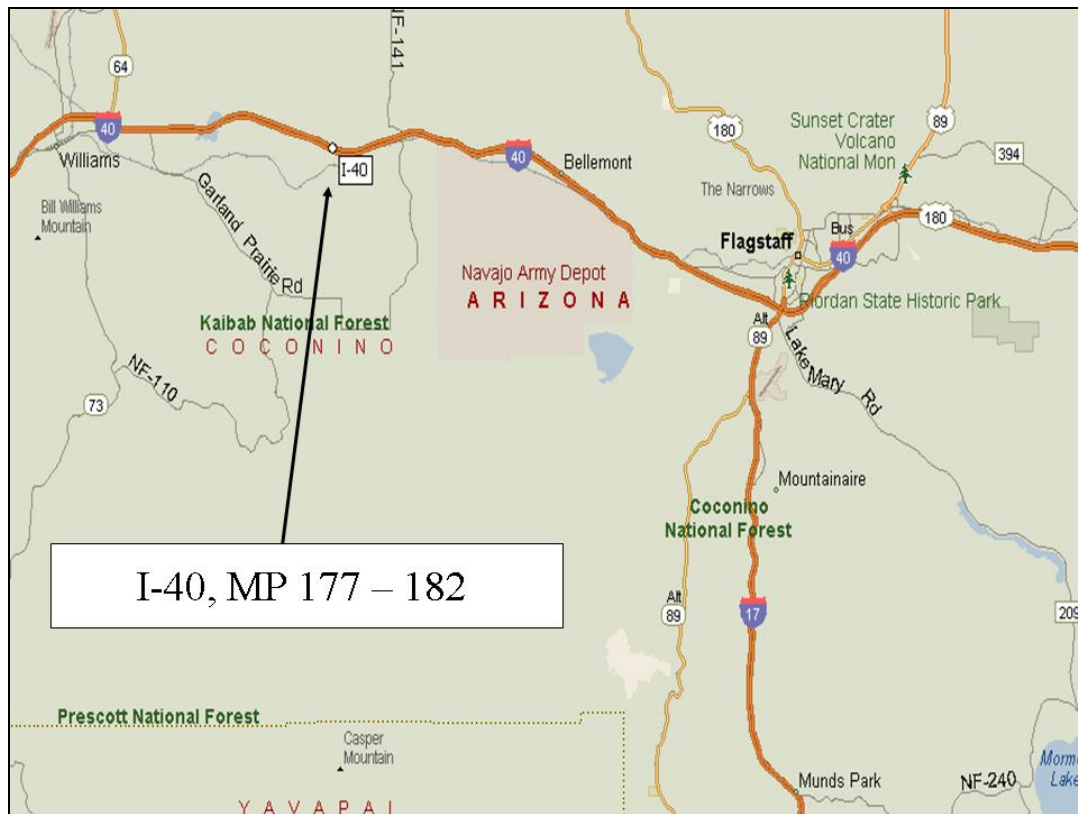 64
NF-141
40
Williams
I-40
40
Bellemont
180
Sunset Crater
Volcano
National Mon
89
394
The Narrows
Bill Williams
Mountain
Garland Prairie Rd
Flagstaff
Bus
40
180
Navajo Army Depot
ARIZONA
Riordan State Historic Park
Kaibab National Forest
COCONINO
Alt
89
Lake Mary Rd
NF-110
73
Mountainaire
Coconino
National Forest
I-40, MP 177 – 182
Alt
89
17
209
Prescott National Forest
Casper
Mountain
Munds Park
NF-240
Mormo
Lake
YAVAPAI